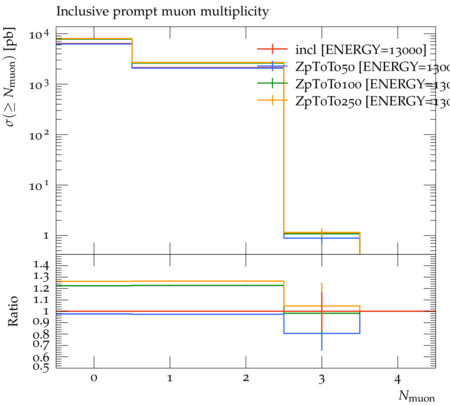 Inclusive prompt muon multiplicity
σ(≥ Nmuon) [pb]
10⁴
10³
10²
10¹
1
incl [ENERGY=13000]
ZpToTo50 [ENERGY=1300
ZpToTo100 [ENERGY=130
ZpToTo250 [ENERGY=130
Ratio
1.4
1.3
1.2
1.1
1
0.9
0.8
0.7
0.6
0.5
0 1 2 3 4
Nmuon